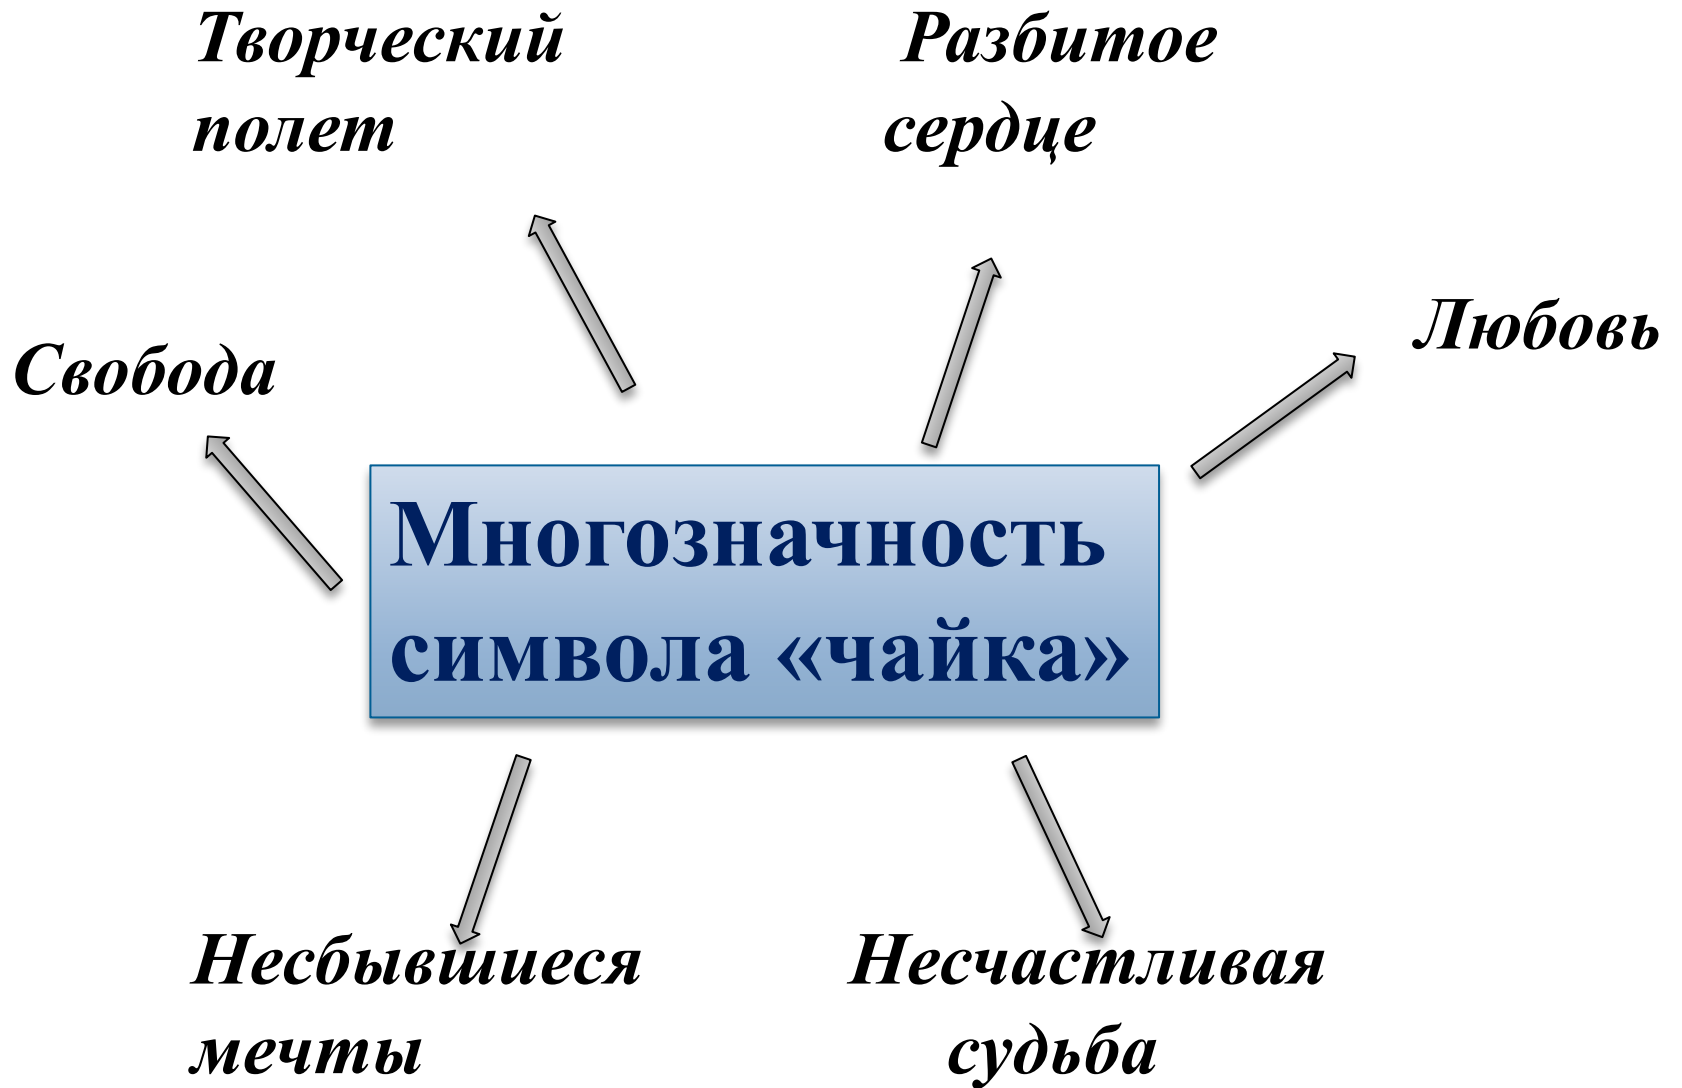 Творческий
полет
Разбитое
сердце
Любовь
Свобода
Многозначность
символа «чайка»
Несбывшиеся
мечты
Несчастливая
судьба